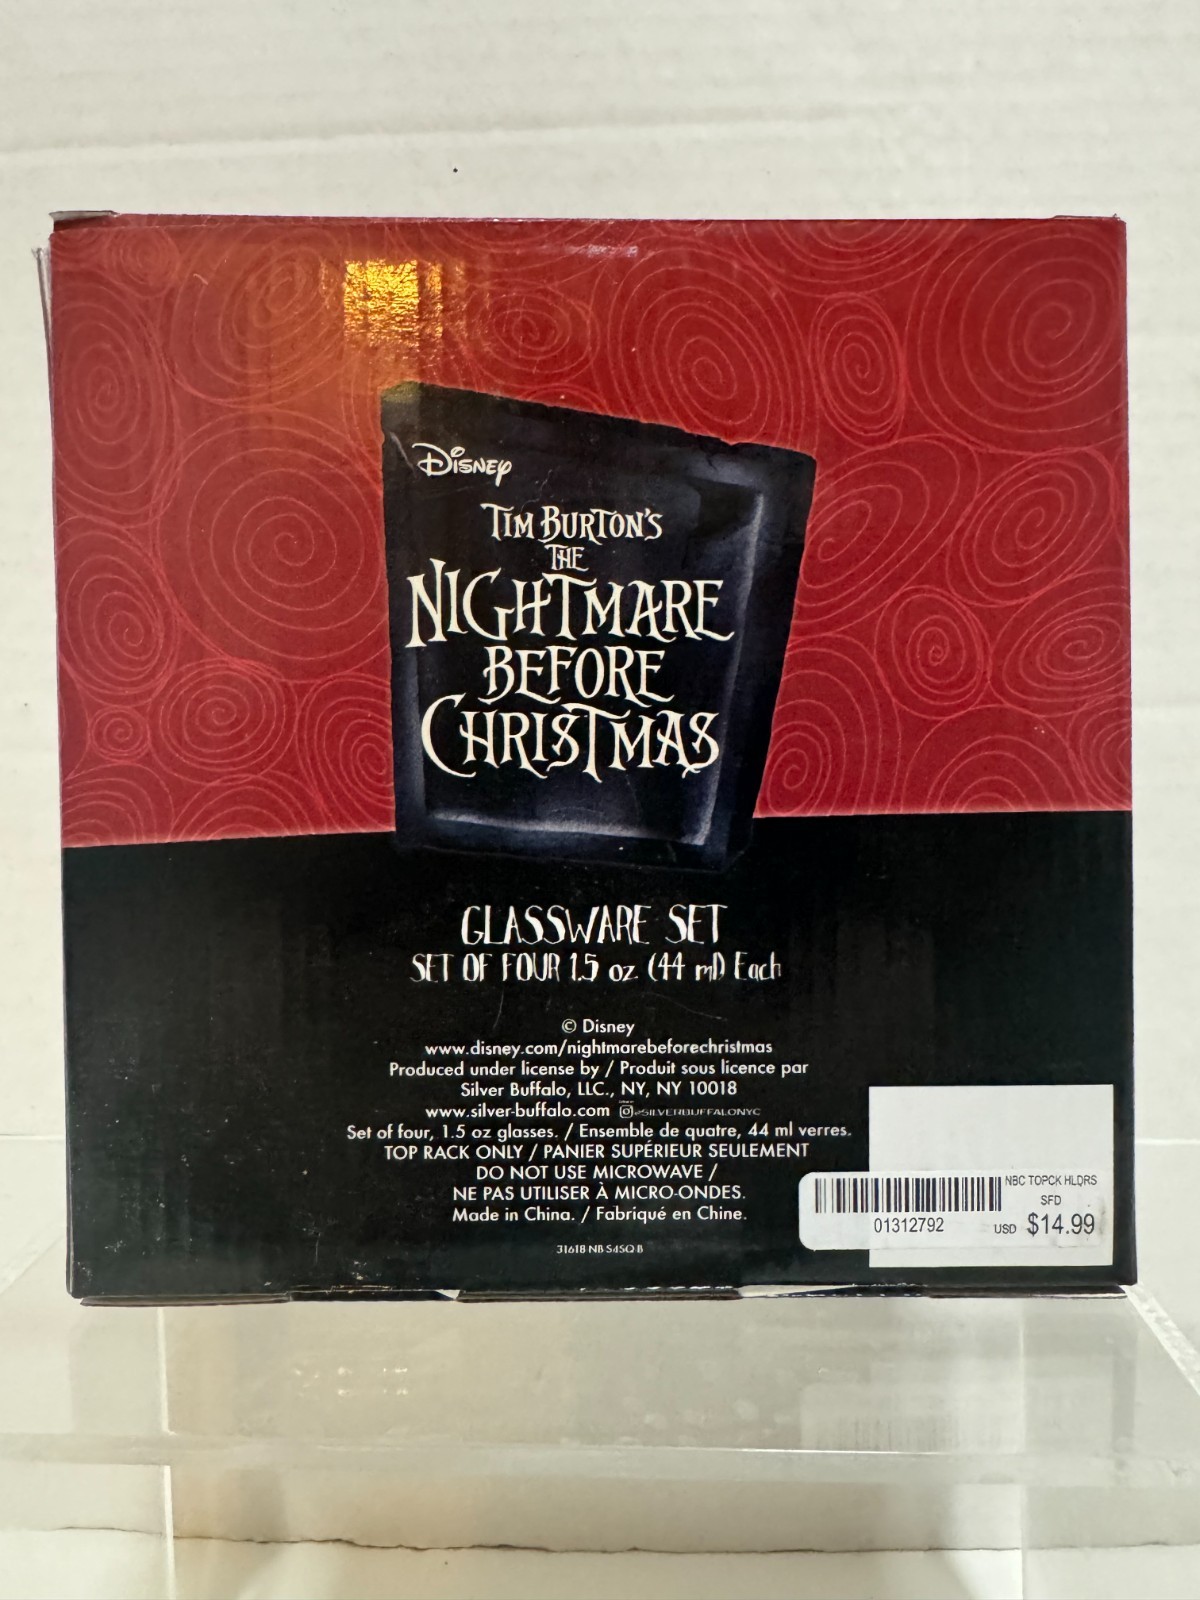 Disney
TIM BURTON'S
THE
NIGHTMARE
BEFORE
CHRISTMAS
GLASSWARE SET
SET OF FOUR 1.5 oz (44 ml) Each
© Disney
www.disney.com/nightmarebeforechristmas
Produced under license by / Produit sous licence par
Silver Buffalo, LLC., NY, NY 10018
www.silver-buffalo.com @SILVERBUFFALONYC
Set of four, 1.5 oz glasses. / Ensemble de quatre, 44 ml verres.
TOP RACK ONLY / PANIER SUPÉRIEUR SEULEMENT
DO NOT USE MICROWAVE /
NE PAS UTILISER À MICRO-ONDES.
Made in China. / Fabriqué en Chine.
31618 NB S4SQ B
NBC TOPCK HLDRS
SFD
01312792 USD $14.99